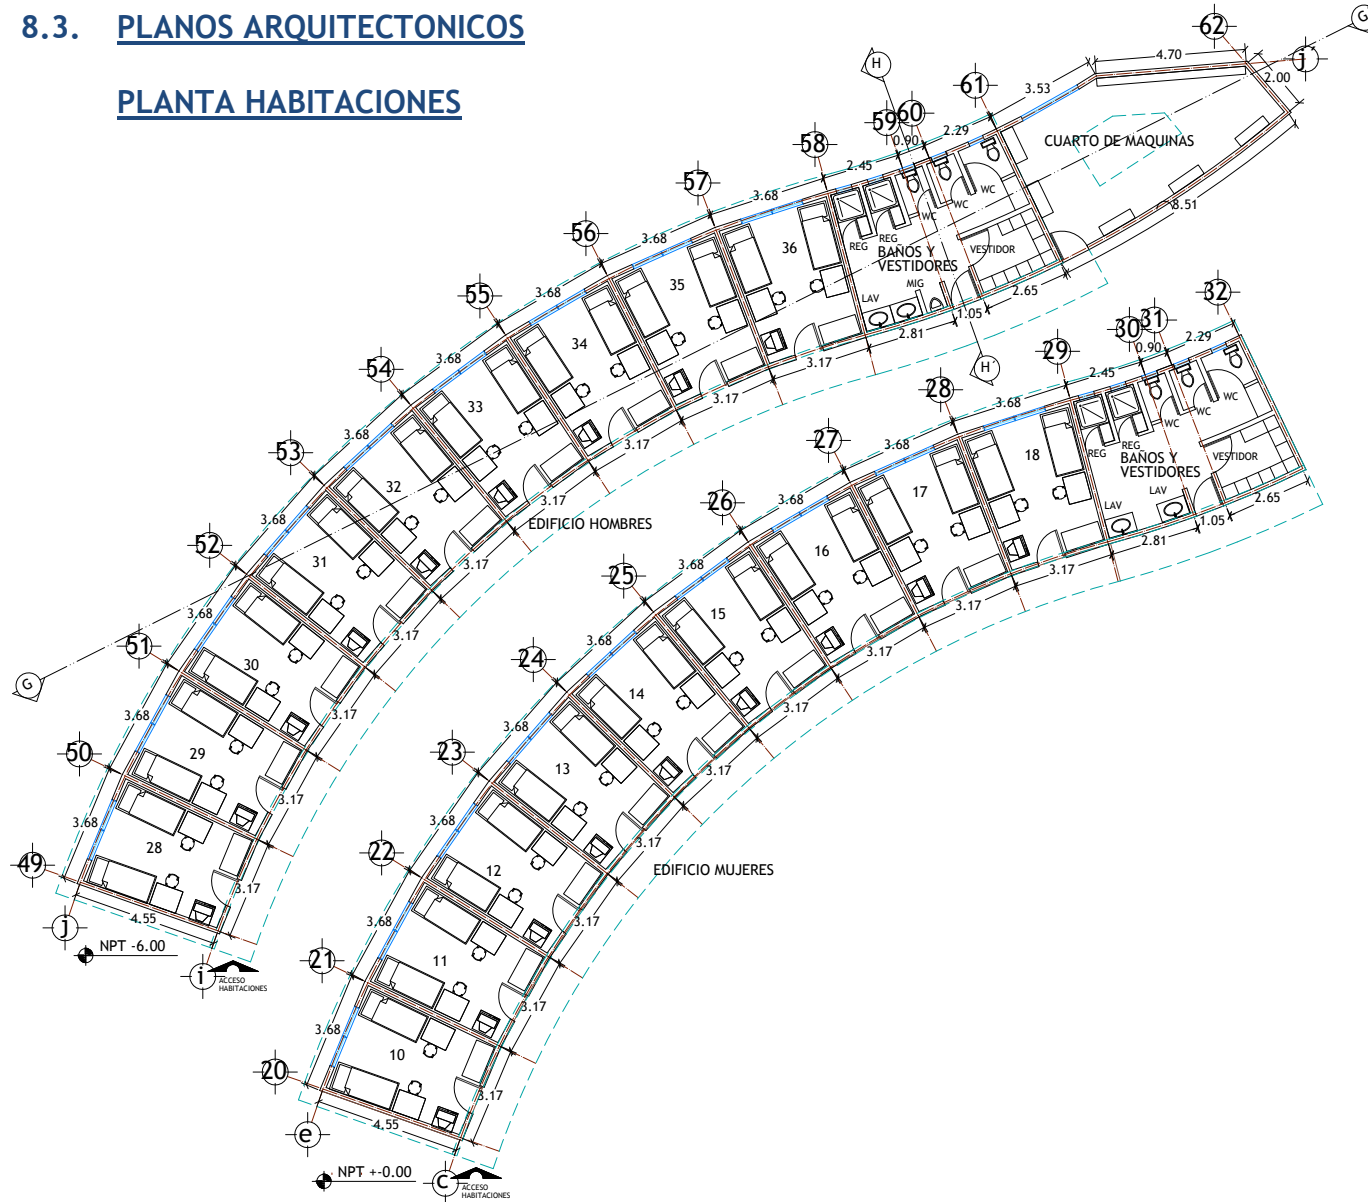 8.3. PLANOS ARQUITECTONICOS
PLANTA HABITACIONES
62
j
G
4.70
2.00
H
61
3.53
60
59
0.90
2.29
CUARTO DE MAQUINAS
58
2.45
57
3.68
WC
WC
WC
8.51
56
3.68
36
REG
REG
BAÑOS Y
VESTIDORES
VESTIDOR
55
3.68
35
LAV
MIG
2.65
1.05
2.81
32
54
3.68
34
3.17
H´
31
30
0.90
2.29
29
2.45
53
3.68
33
3.17
28
3.68
WC
WC
WC
52
3.68
32
3.17
27
3.68
18
REG
REG
BAÑOS Y
VESTIDORES
VESTIDOR
51
3.68
31
3.17
EDIFICIO HOMBRES
26
3.68
17
LAV
LAV
2.65
1.05
2.81
50
3.68
30
3.17
25
3.68
16
3.17
G
49
3.68
29
3.17
24
3.68
15
3.17
28
3.17
23
3.68
14
3.17
3.17
22
3.68
13
3.17
4.55
j
NPT -6.00
i
ACCESO
HABITACIONES
21
3.68
12
3.17
EDIFICIO MUJERES
20
3.68
11
3.17
10
3.17
3.17
4.55
e
NPT +-0.00
C
ACCESO
HABITACIONES